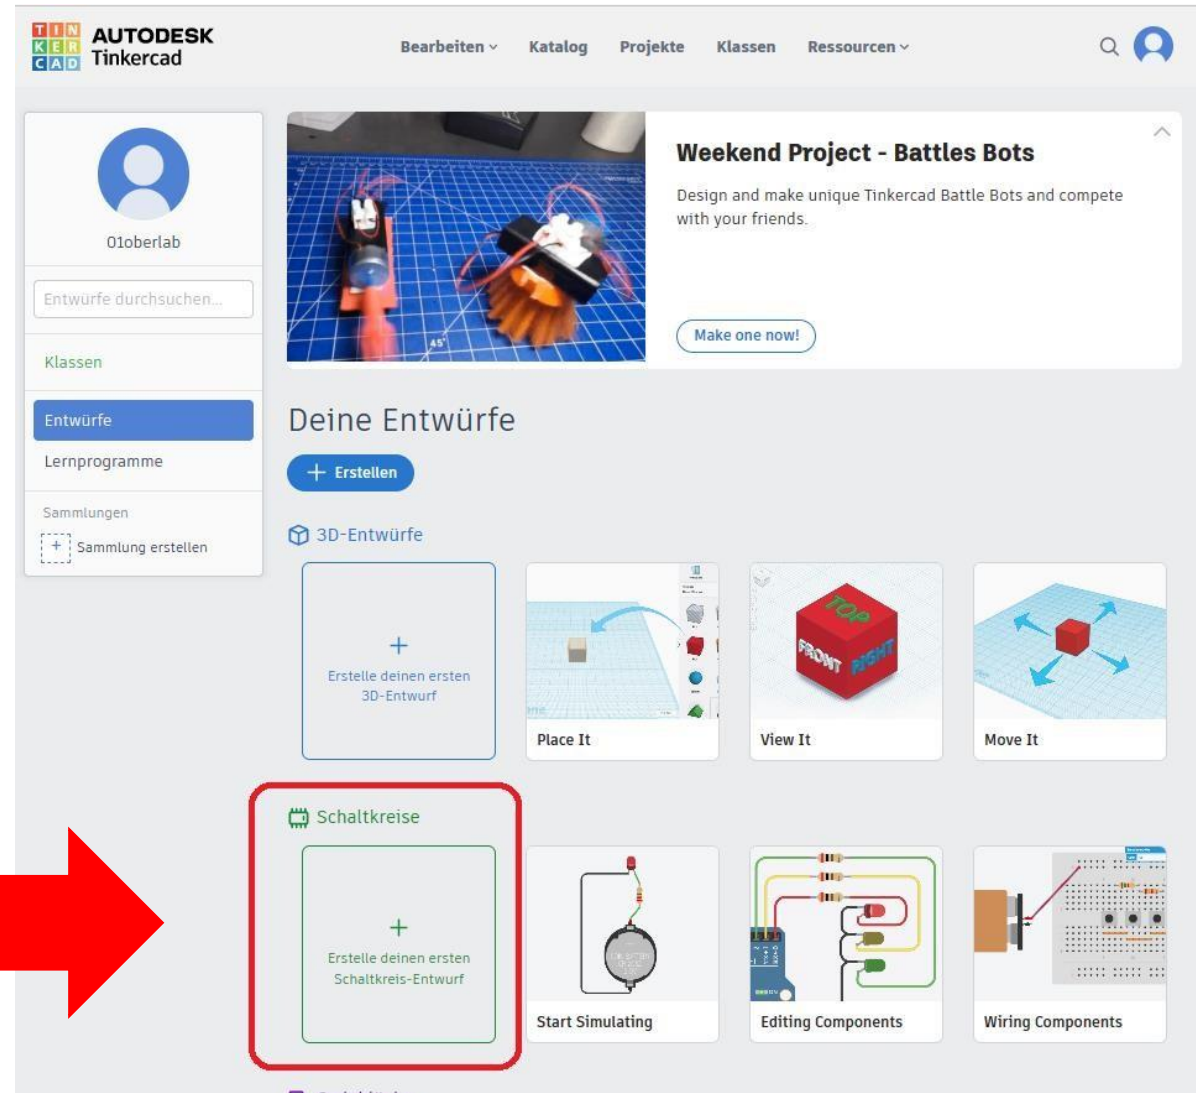 TIN
KER
CAD
AUTODESK
Tinkercad
Bearbeiten
Katalog
Projekte
Klassen
Ressourcen
01oberlab
Entwürfe durchsuchen...
Klassen
Entwürfe
Lernprogramme
Sammlungen
+ Sammlung erstellen
45°
Weekend Project - Battles Bots
Design and make unique Tinkercad Battle Bots and compete
with your friends.
Make one now!
Deine Entwürfe
+ Erstellen
3D-Entwürfe
+
Erstelle deinen ersten
3D-Entwurf
Place It
TOP
FRONT
RIGHT
View It
Move It
Schaltkreise
+
Erstelle deinen ersten
Schaltkreis-Entwurf
Start Simulating
Editing Components
Wiring Components